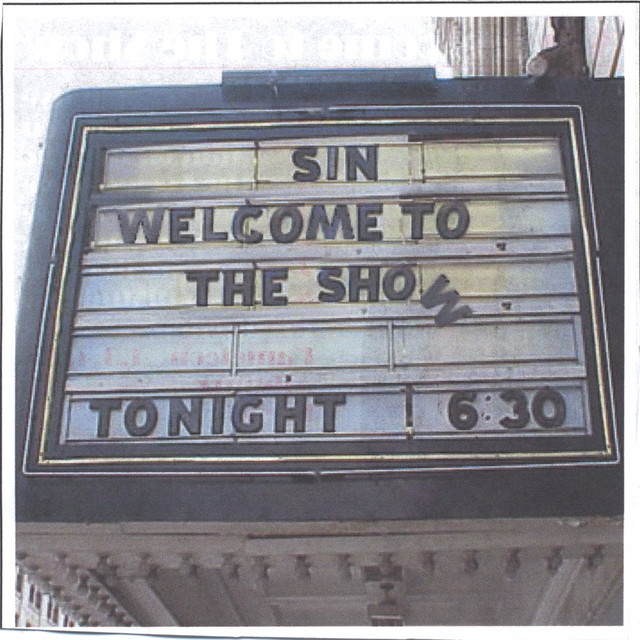 SIN
WELCOME TO
THE SHOW
TONIGHT 6:30